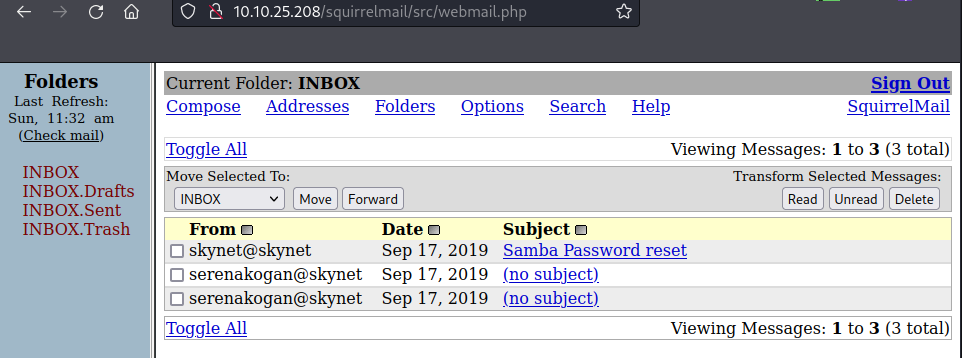 10.10.25.208/squirrelmail/src/webmail.php
Folders
Last Refresh:
Sun, 11:32 am
(Check mail)
INBOX
INBOX.Drafts
INBOX.Sent
INBOX.Trash
Current Folder: INBOX Sign Out
Compose Addresses Folders Options Search Help SquirrelMail
Toggle All Viewing Messages: 1 to 3 (3 total)
Move Selected To: Transform Selected Messages:
INBOX Move Forward Read Unread Delete
From Date Subject
skynet@skynet Sep 17, 2019 Samba Password reset
serenakogan@skynet Sep 17, 2019 (no subject)
serenakogan@skynet Sep 17, 2019 (no subject)
Toggle All Viewing Messages: 1 to 3 (3 total)